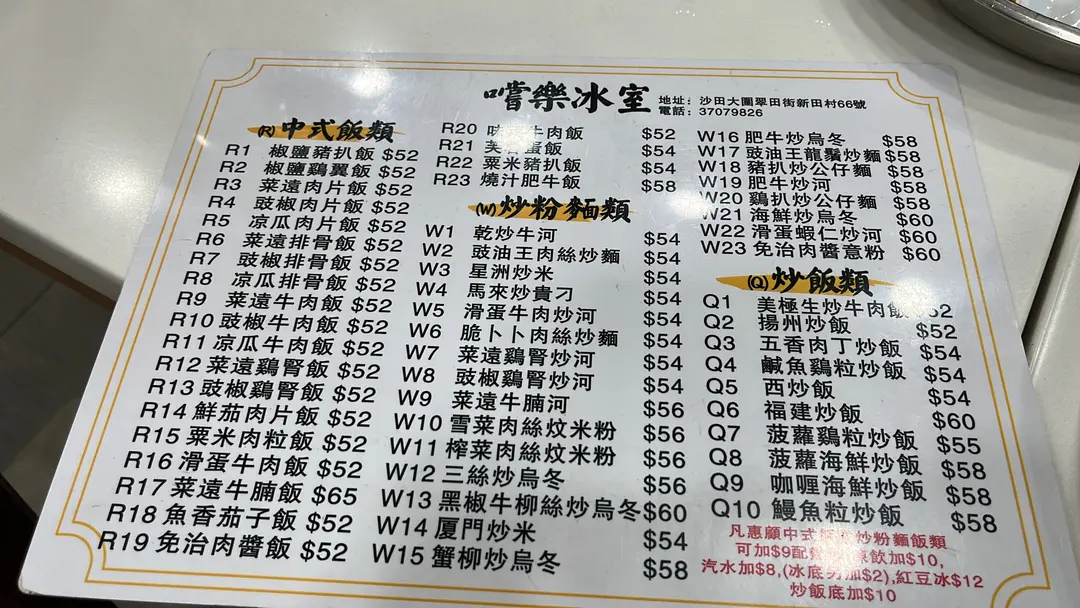 嚐樂冰室
地址：沙田大圍翠田街新田村66號
電話：37079826
(R) 中式飯類
R1 椒鹽豬扒飯 $52
R2 椒鹽鷄翼飯 $52
R3 菜遠肉片飯 $52
R4 豉椒肉片飯 $52
R5 凉瓜肉片飯 $52
R6 菜遠排骨飯 $52
R7 豉椒排骨飯 $52
R8 凉瓜排骨飯 $52
R9 菜遠牛肉飯 $52
R10 豉椒牛肉飯 $52
R11 凉瓜牛肉飯 $52
R12 菜遠鷄腎飯 $52
R13 豉椒鷄腎飯 $52
R14 鮮茄肉片飯 $52
R15 粟米肉粒飯 $52
R16 滑蛋牛肉飯 $52
R17 菜遠牛腩飯 $65
R18 魚香茄子飯 $52
R19 免治肉醬飯 $52
R20 牛肉飯 $52
R21 蛋飯 $54
R22 粟米豬扒飯 $54
R23 燒汁肥牛飯 $58
(W) 炒粉麵類
W1 乾炒牛河 $54
W2 豉油王肉絲炒麵 $54
W3 星洲炒米 $54
W4 馬來炒貴刁 $54
W5 滑蛋牛肉炒河 $54
W6 脆卜卜肉絲炒麵 $54
W7 菜遠鷄腎炒河 $54
W8 豉椒鷄腎炒河 $54
W9 菜遠牛腩河 $56
W10 雪菜肉絲炆米粉 $56
W11 榨菜肉絲炆米粉 $56
W12 三絲炒烏冬 $56
W13 黑椒牛柳絲炒烏冬 $60
W14 厦門炒米 $54
W15 蟹柳炒烏冬 $58
W16 肥牛炒烏冬 $58
W17 豉油王龍鬚炒麵 $58
W18 豬扒炒公仔麵 $58
W19 肥牛炒河 $58
W20 鷄扒炒公仔麵 $58
W21 海鮮炒烏冬 $60
W22 滑蛋蝦仁炒河 $60
W23 免治肉醬意粉 $60
(Q) 炒飯類
Q1 美極生炒牛肉飯 $52
Q2 揚州炒飯 $52
Q3 五香肉丁炒飯 $54
Q4 鹹魚鷄粒炒飯 $54
Q5 西炒飯 $54
Q6 福建炒飯 $60
Q7 菠蘿鷄粒炒飯 $55
Q8 菠蘿海鮮炒飯 $58
Q9 咖喱海鮮炒飯 $58
Q10 鰻魚粒炒飯 $58
凡惠顧中式炒粉麵飯類
可加$9配飲加$10,
汽水加$8,(冰底另加$2),紅豆冰$12
炒飯底加$10